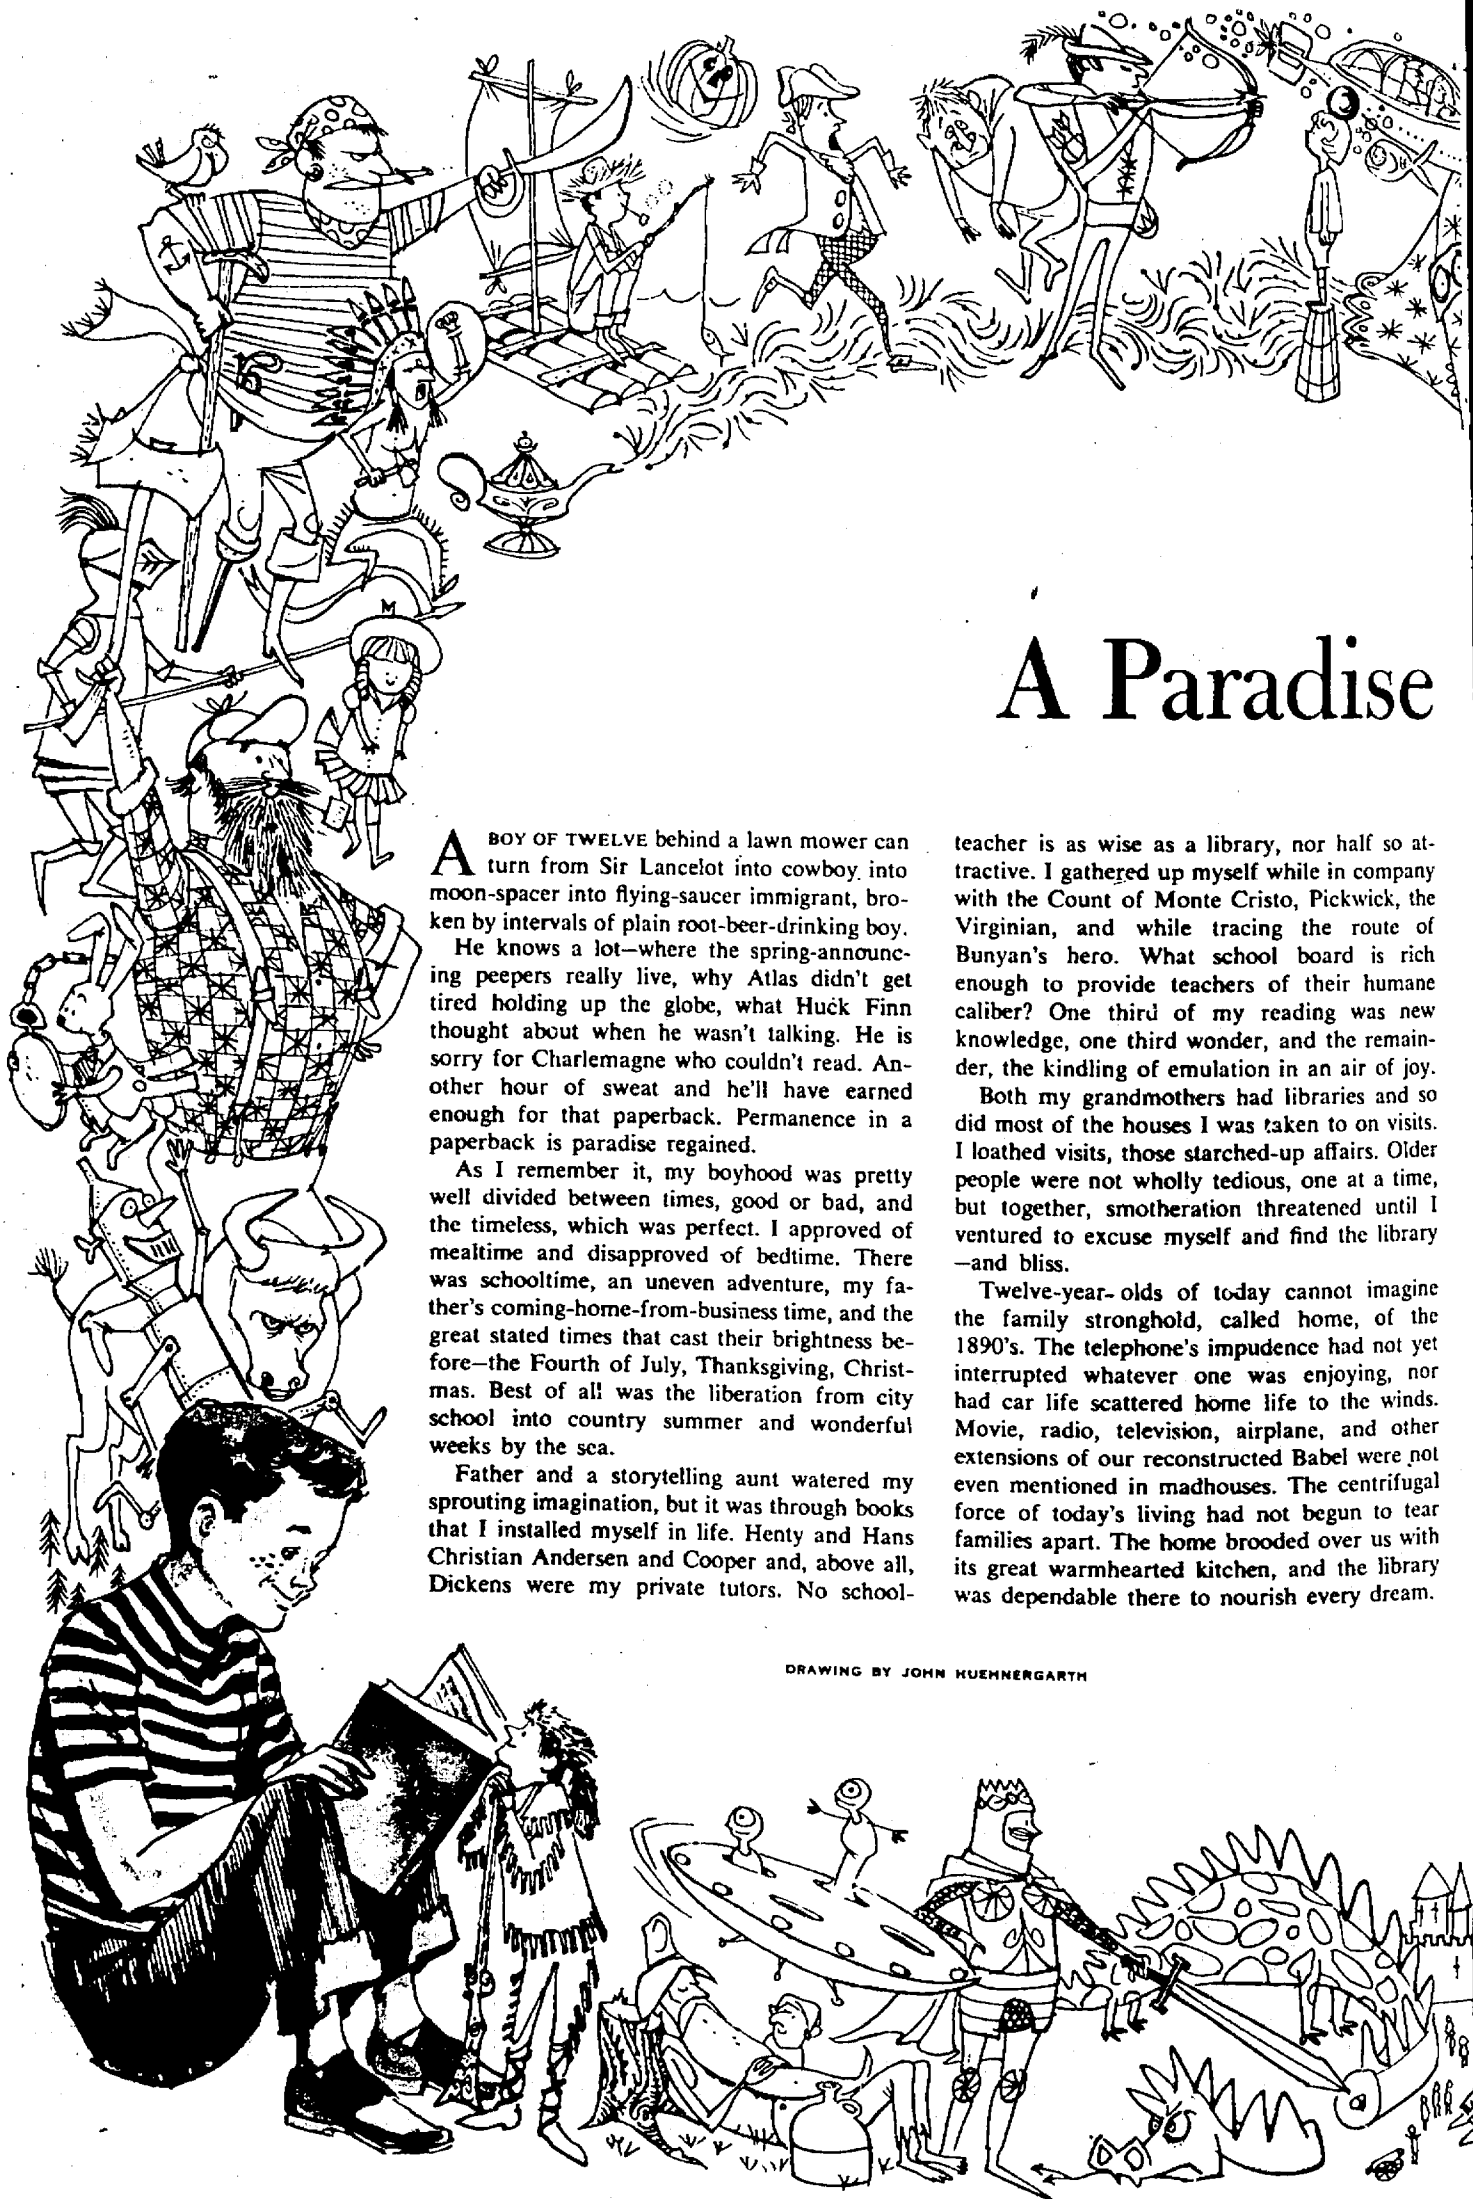 M
A Paradise
A BOY OF TWELVE behind a lawn mower can
turn from Sir Lancelot into cowboy into
moon-spacer into flying-saucer immigrant, bro-
ken by intervals of plain root-beer-drinking boy.
He knows a lot—where the spring-announc-
ing peepers really live, why Atlas didn't get
tired holding up the globe, what Huck Finn
thought about when he wasn't talking. He is
sorry for Charlemagne who couldn't read. An-
other hour of sweat and he'll have earned
enough for that paperback. Permanence in a
paperback is paradise regained.
As I remember it, my boyhood was pretty
well divided between times, good or bad, and
the timeless, which was perfect. I approved of
mealtime and disapproved of bedtime. There
was schooltime, an uneven adventure, my fa-
ther's coming-home-from-business time, and the
great stated times that cast their brightness be-
fore—the Fourth of July, Thanksgiving, Christ-
mas. Best of all was the liberation from city
school into country summer and wonderful
weeks by the sea.
Father and a storytelling aunt watered my
sprouting imagination, but it was through books
that I installed myself in life. Henty and Hans
Christian Andersen and Cooper and, above all,
Dickens were my private tutors. No school-
teacher is as wise as a library, nor half so at-
tractive. I gathered up myself while in company
with the Count of Monte Cristo, Pickwick, the
Virginian, and while tracing the route of
Bunyan's hero. What school board is rich
enough to provide teachers of their humane
caliber? One third of my reading was new
knowledge, one third wonder, and the remain-
der, the kindling of emulation in an air of joy.
Both my grandmothers had libraries and so
did most of the houses I was taken to on visits.
I loathed visits, those starched-up affairs. Older
people were not wholly tedious, one at a time,
but together, smotheration threatened until I
ventured to excuse myself and find the library
—and bliss.
Twelve-year-olds of today cannot imagine
the family stronghold, called home, of the
1890's. The telephone's impudence had not yet
interrupted whatever one was enjoying, nor
had car life scattered home life to the winds.
Movie, radio, television, airplane, and other
extensions of our reconstructed Babel were not
even mentioned in madhouses. The centrifugal
force of today's living had not begun to tear
families apart. The home brooded over us with
its great warmhearted kitchen, and the library
was dependable there to nourish every dream.
DRAWING BY JOHN HUEHNERGARTH